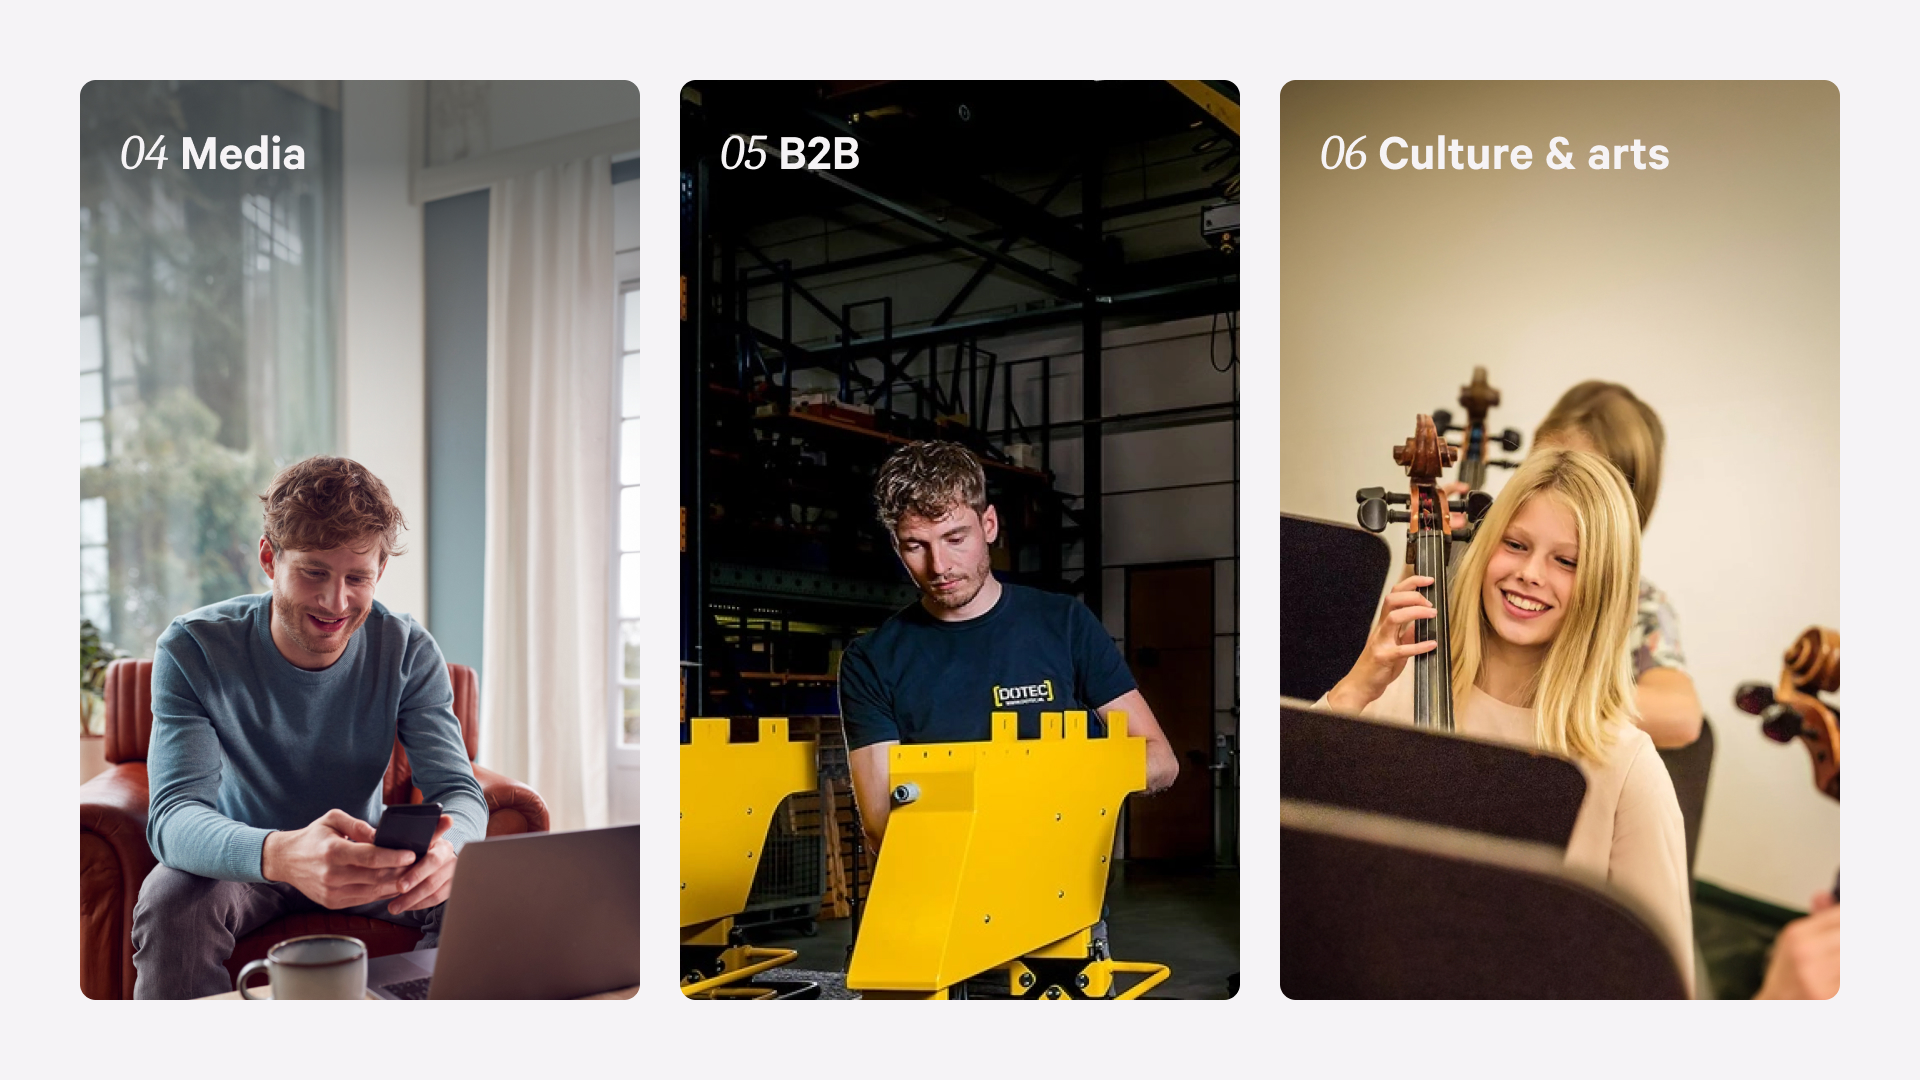 04 Media
05 B2B
06 Culture & arts
[DOTEC]